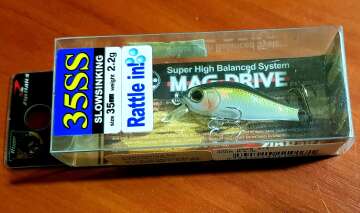 35SS
SLOWSINKING
size 35mm weight 2.2g
Rattle in!
Super High Balanced System
MAG DRIVE